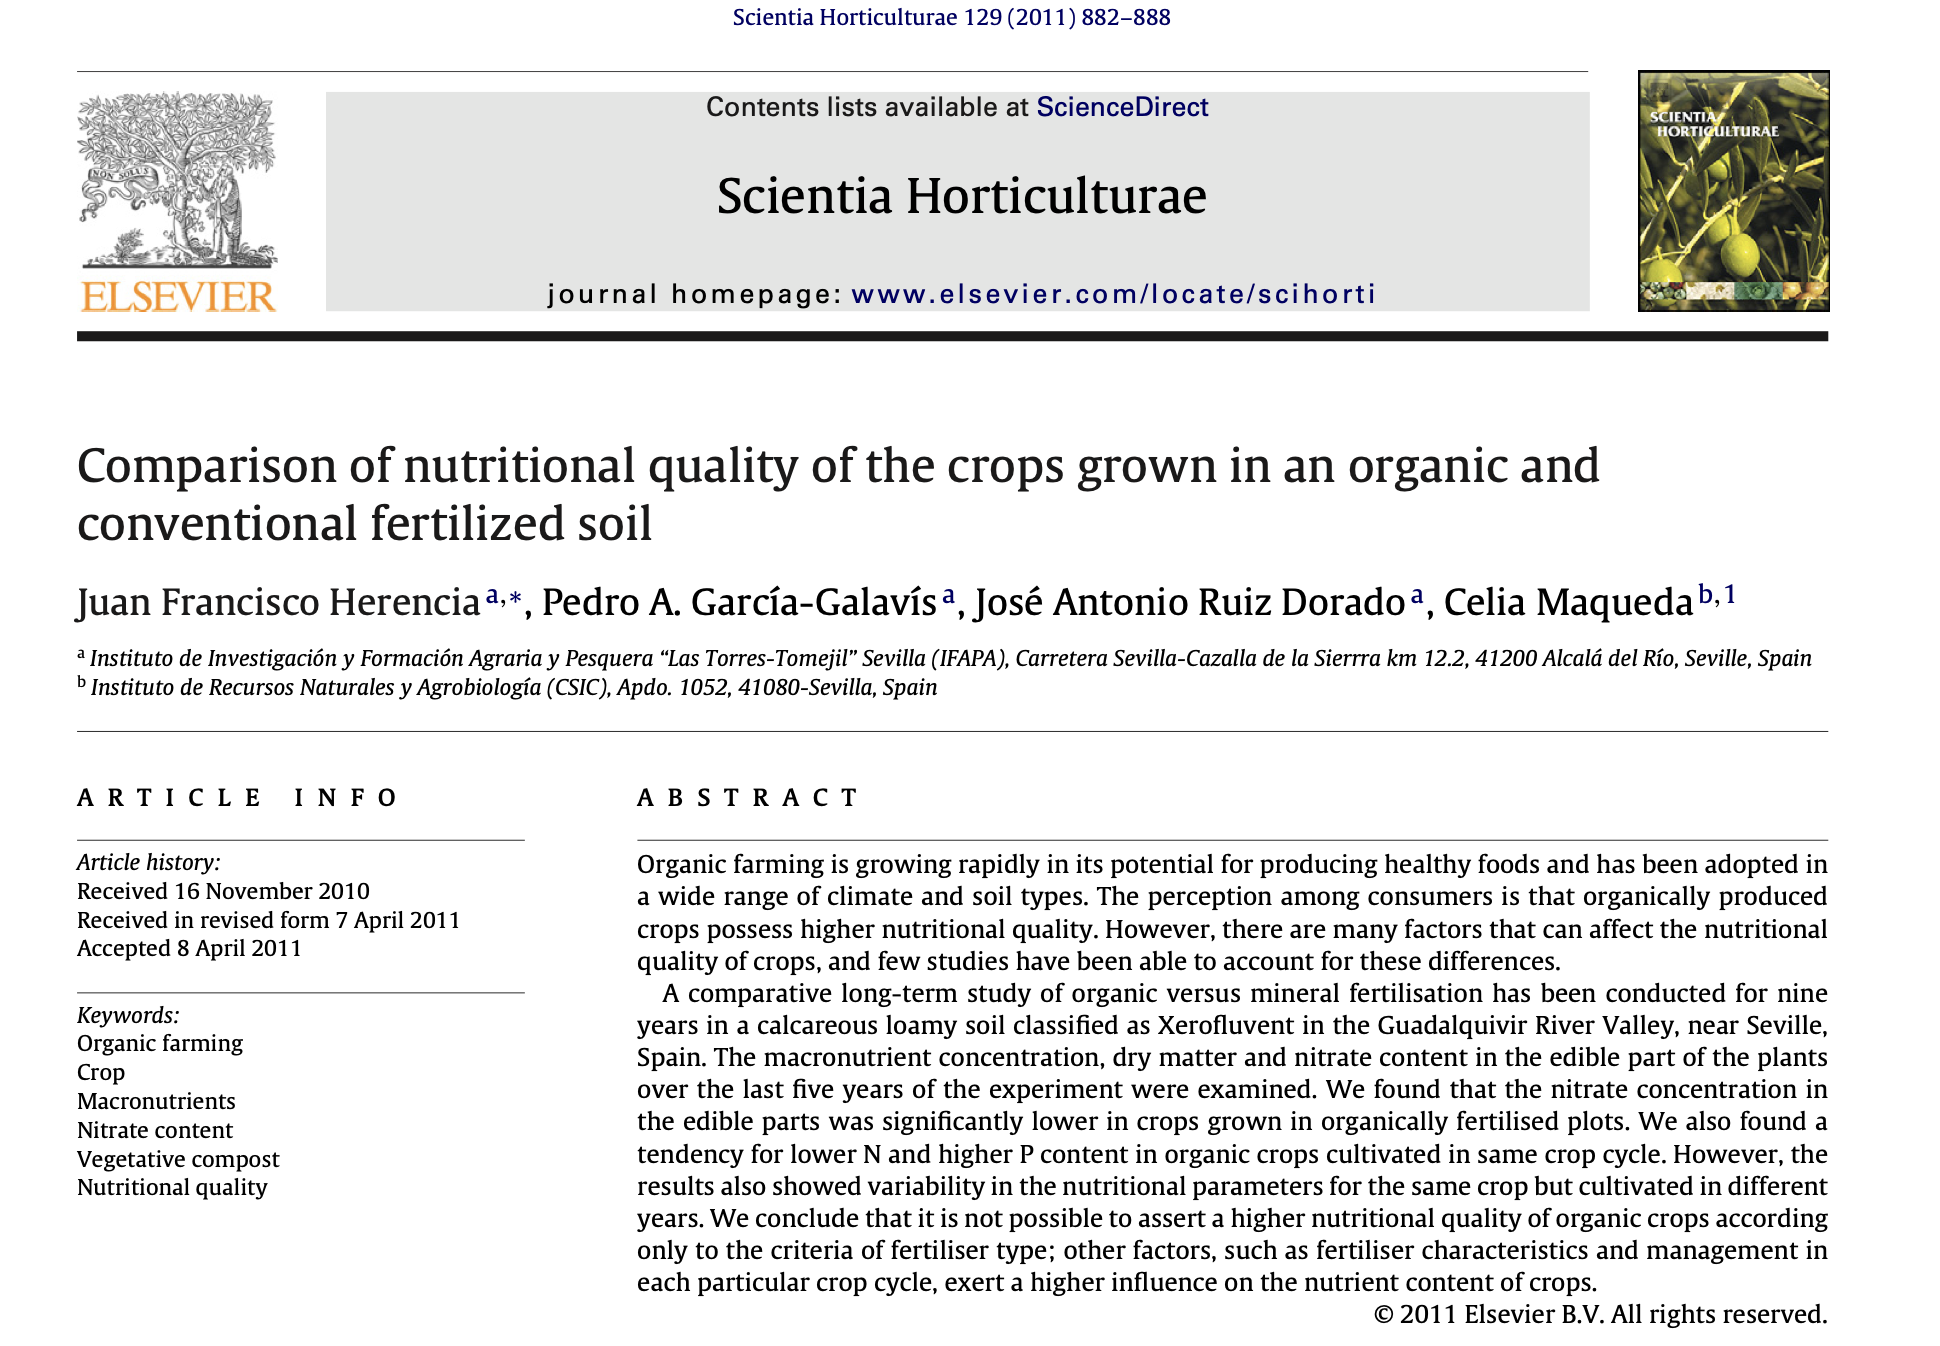 Scientia Horticulturae 129 (2011) 882–888
Contents lists available at ScienceDirect
Scientia Horticulturae
journal homepage: www.elsevier.com/locate/scihorti
NON SOLUS
ELSEVIER
SCIENTIA
HORTICULTURAE
Comparison of nutritional quality of the crops grown in an organic and
conventional fertilized soil
Juan Francisco Herencia a,*, Pedro A. García-Galavís a, José Antonio Ruiz Dorado a, Celia Maqueda b,1
a Instituto de Investigación y Formación Agraria y Pesquera “Las Torres-Tomejil” Sevilla (IFAPA), Carretera Sevilla-Cazalla de la Sierrra km 12.2, 41200 Alcalá del Río, Seville, Spain
b Instituto de Recursos Naturales y Agrobiología (CSIC), Apdo. 1052, 41080-Sevilla, Spain
ARTICLE INFO
Article history:
Received 16 November 2010
Received in revised form 7 April 2011
Accepted 8 April 2011
Keywords:
Organic farming
Crop
Macronutrients
Nitrate content
Vegetative compost
Nutritional quality
ABSTRACT
Organic farming is growing rapidly in its potential for producing healthy foods and has been adopted in
a wide range of climate and soil types. The perception among consumers is that organically produced
crops possess higher nutritional quality. However, there are many factors that can affect the nutritional
quality of crops, and few studies have been able to account for these differences.
A comparative long-term study of organic versus mineral fertilisation has been conducted for nine
years in a calcareous loamy soil classified as Xerofluvent in the Guadalquivir River Valley, near Seville,
Spain. The macronutrient concentration, dry matter and nitrate content in the edible part of the plants
over the last five years of the experiment were examined. We found that the nitrate concentration in
the edible parts was significantly lower in crops grown in organically fertilised plots. We also found a
tendency for lower N and higher P content in organic crops cultivated in same crop cycle. However, the
results also showed variability in the nutritional parameters for the same crop but cultivated in different
years. We conclude that it is not possible to assert a higher nutritional quality of organic crops according
only to the criteria of fertiliser type; other factors, such as fertiliser characteristics and management in
each particular crop cycle, exert a higher influence on the nutrient content of crops.
© 2011 Elsevier B.V. All rights reserved.